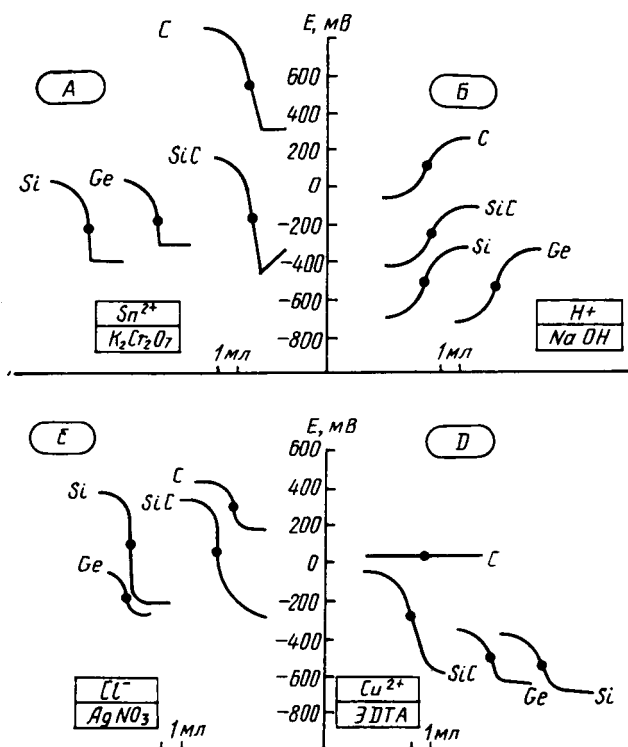 E, мВ
C
А
Б
600
400
C
200
SiC
0
Si
Ge
SiC
-200
Si
Ge
-400
-600
Sn²⁺
K₂Cr₂O₇
H+
NaOH
-800
1мл
1мл
E, мВ
Е
D
600
C
Si
400
SiC
200
Ge
0
C
-200
-400
SiC
Ge
Si
-600
Cl⁻
AgNO₃
Cu²⁺
ЭДТА
-800
1мл
1мл